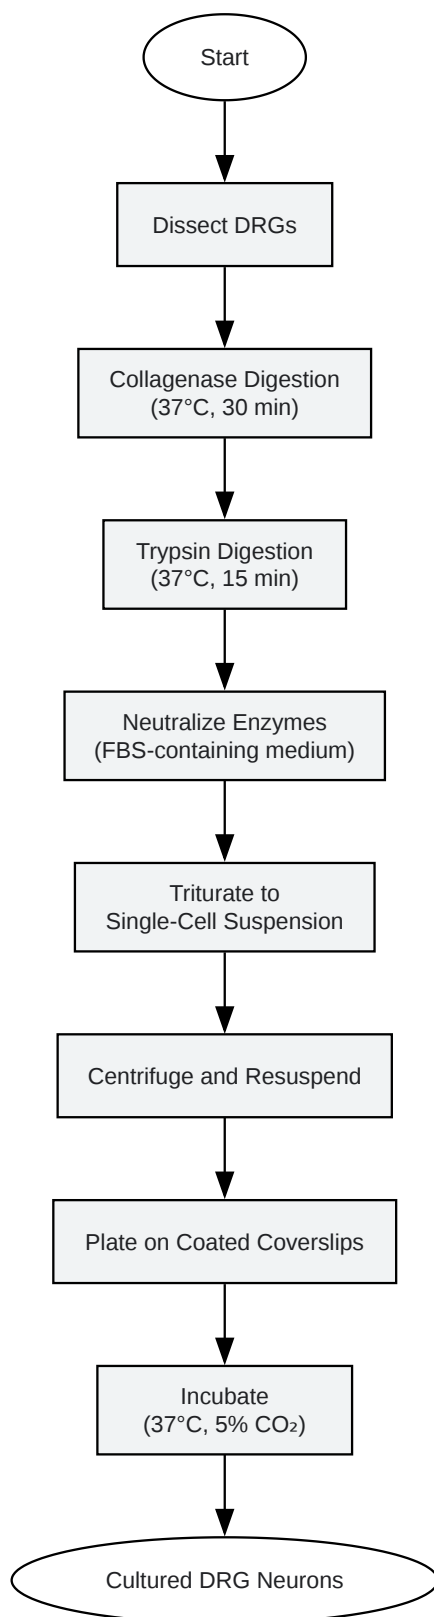 Start
Dissect DRGs
Collagenase Digestion
(37°C, 30 min)
Trypsin Digestion
(37°C, 15 min)
Neutralize Enzymes
(FBS-containing medium)
Triturate to
Single-Cell Suspension
Centrifuge and Resuspend
Plate on Coated Coverslips
Incubate
(37°C, 5% CO₂)
Cultured DRG Neurons